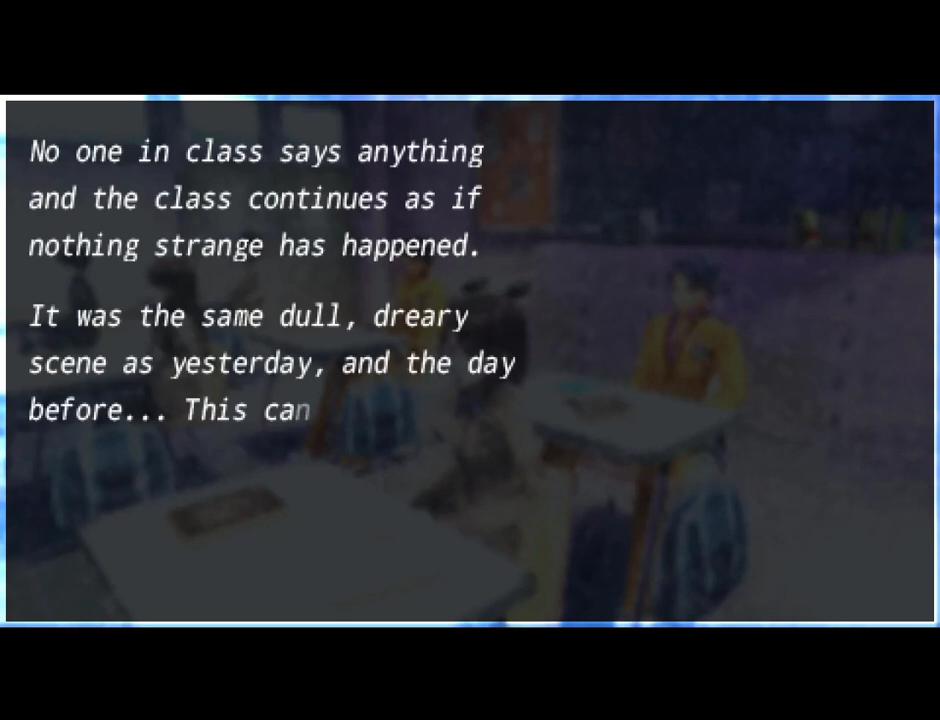 No one in class says anything
and the class continues as if
nothing strange has happened.
It was the same dull, dreary
scene as yesterday, and the day
before... This can